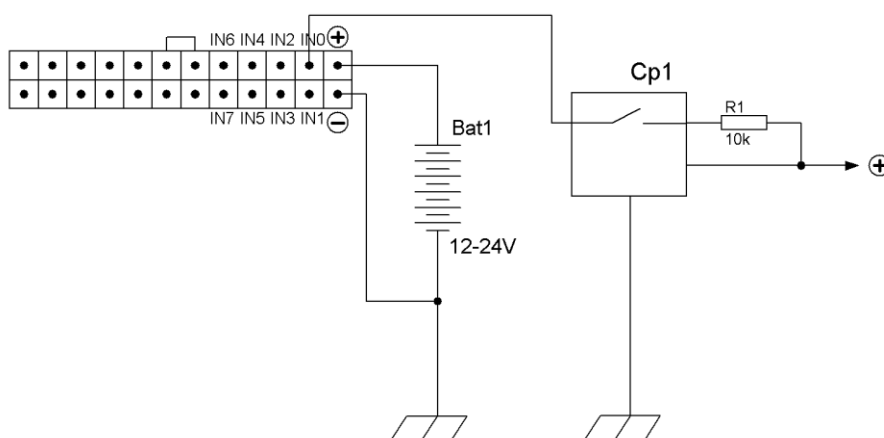 IN6 IN4 IN2 IN0 +
IN7 IN5 IN3 IN1 −
Bat1
12-24V
Cp1
R1
10k
+